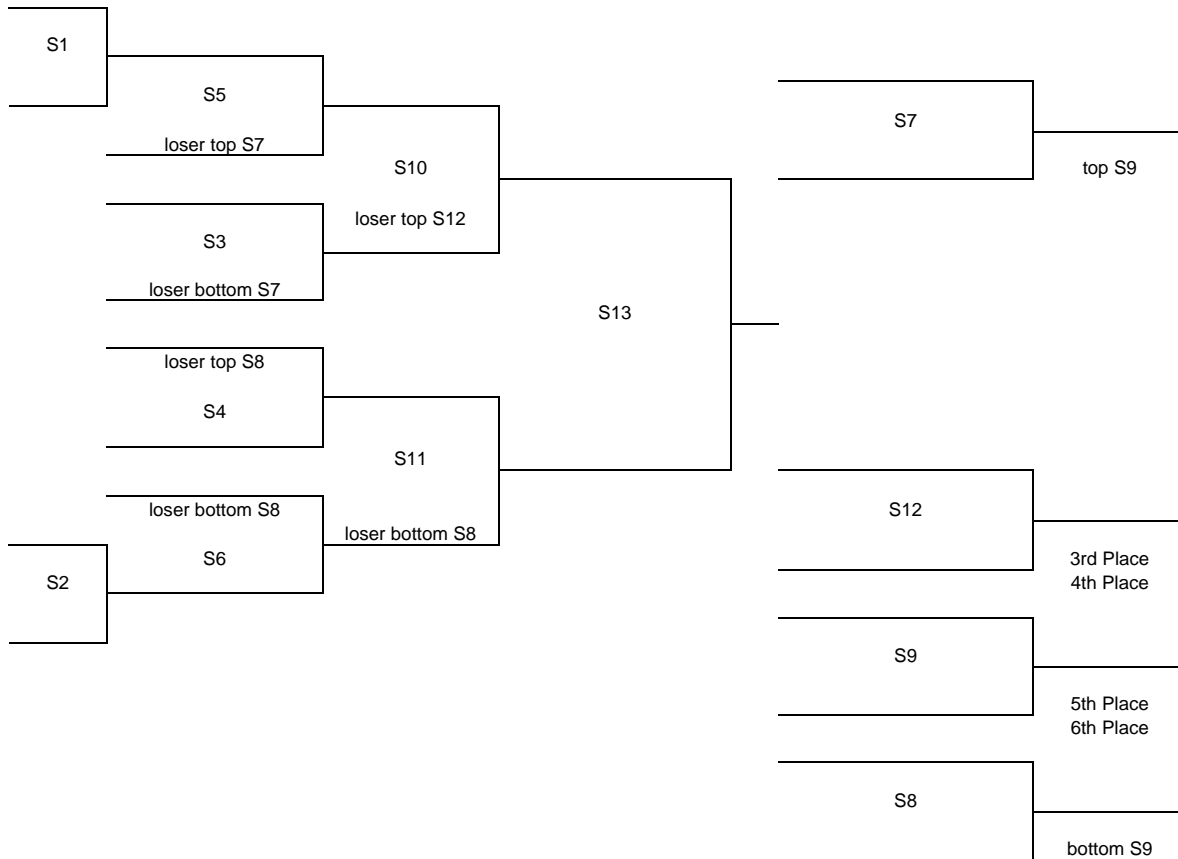 S1
S5
loser top S7
S10
loser top S12
S3
loser bottom S7
S13
loser top S8
S4
S11
loser bottom S8
loser bottom S8
S6
S2
S7
top S9
S12
3rd Place
4th Place
S9
5th Place
6th Place
S8
bottom S9